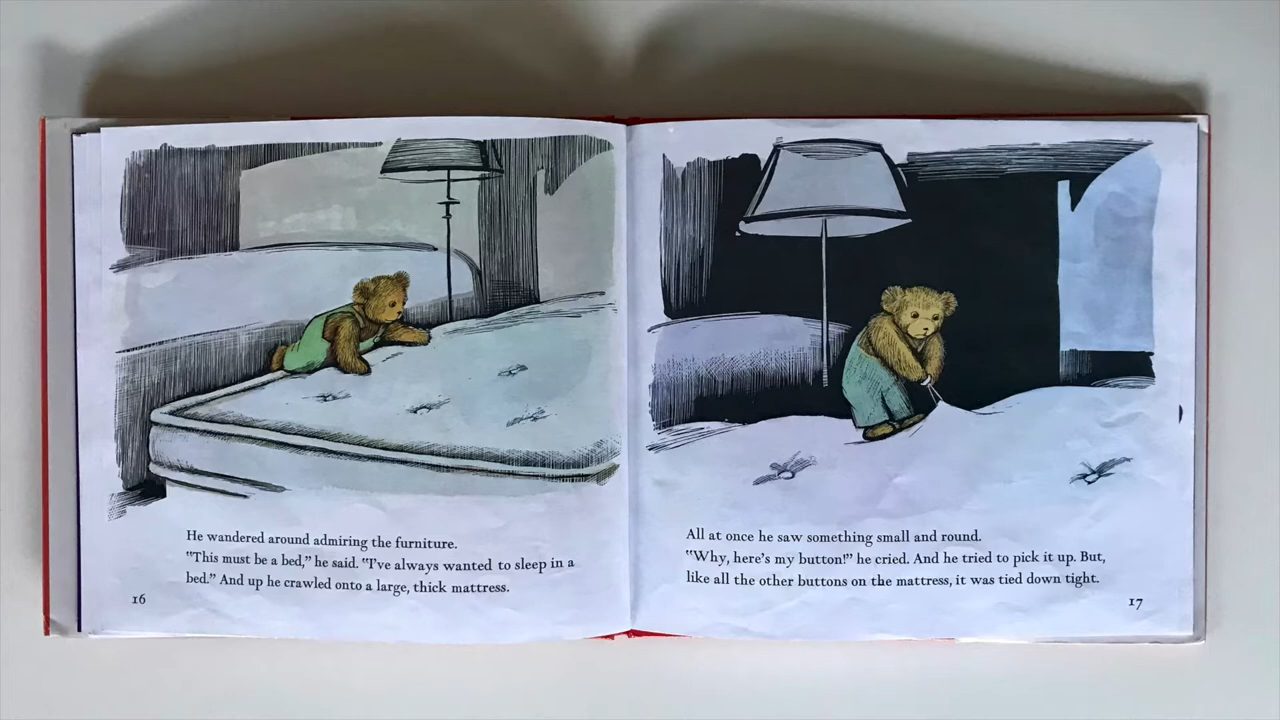 He wandered around admiring the furniture.
"This must be a bed," he said. "I've always wanted to sleep in a
bed." And up he crawled onto a large, thick mattress.
16
All at once he saw something small and round.
"Why, here's my button!" he cried. And he tried to pick it up. But,
like all the other buttons on the mattress, it was tied down tight.
17